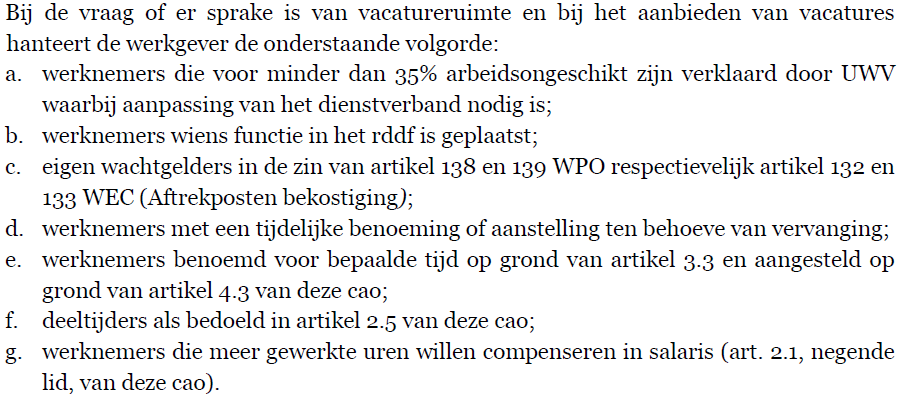 Bij de vraag of er sprake is van vacatureruimte en bij het aanbieden van vacatures
hanteert de werkgever de onderstaande volgorde:
a. werknemers die voor minder dan 35% arbeidsongeschikt zijn verklaard door UWV
waarbij aanpassing van het dienstverband nodig is;
b. werknemers wiens functie in het rddf is geplaatst;
c. eigen wachtgelders in de zin van artikel 138 en 139 WPO respectievelijk artikel 132 en
133 WEC (Aftrekposten bekostiging);
d. werknemers met een tijdelijke benoeming of aanstelling ten behoeve van vervanging;
e. werknemers benoemd voor bepaalde tijd op grond van artikel 3.3 en aangesteld op
grond van artikel 4.3 van deze cao;
f. deeltijders als bedoeld in artikel 2.5 van deze cao;
g. werknemers die meer gewerkte uren willen compenseren in salaris (art. 2.1, negende
lid, van deze cao).